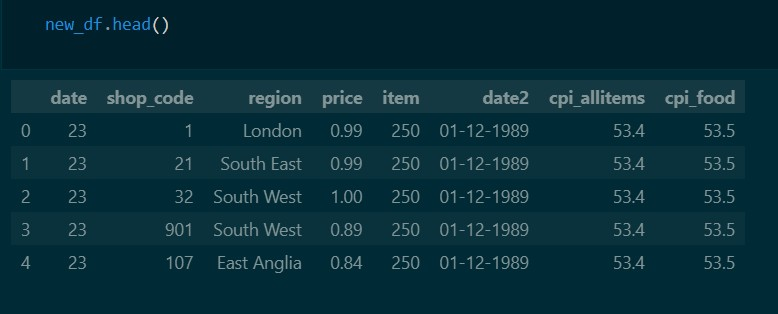 new_df.head()
date shop_code region price item date2 cpi_allitems cpi_food
0 23 1 London 0.99 250 01-12-1989 53.4 53.5
1 23 21 South East 0.99 250 01-12-1989 53.4 53.5
2 23 32 South West 1.00 250 01-12-1989 53.4 53.5
3 23 901 South West 0.89 250 01-12-1989 53.4 53.5
4 23 107 East Anglia 0.84 250 01-12-1989 53.4 53.5